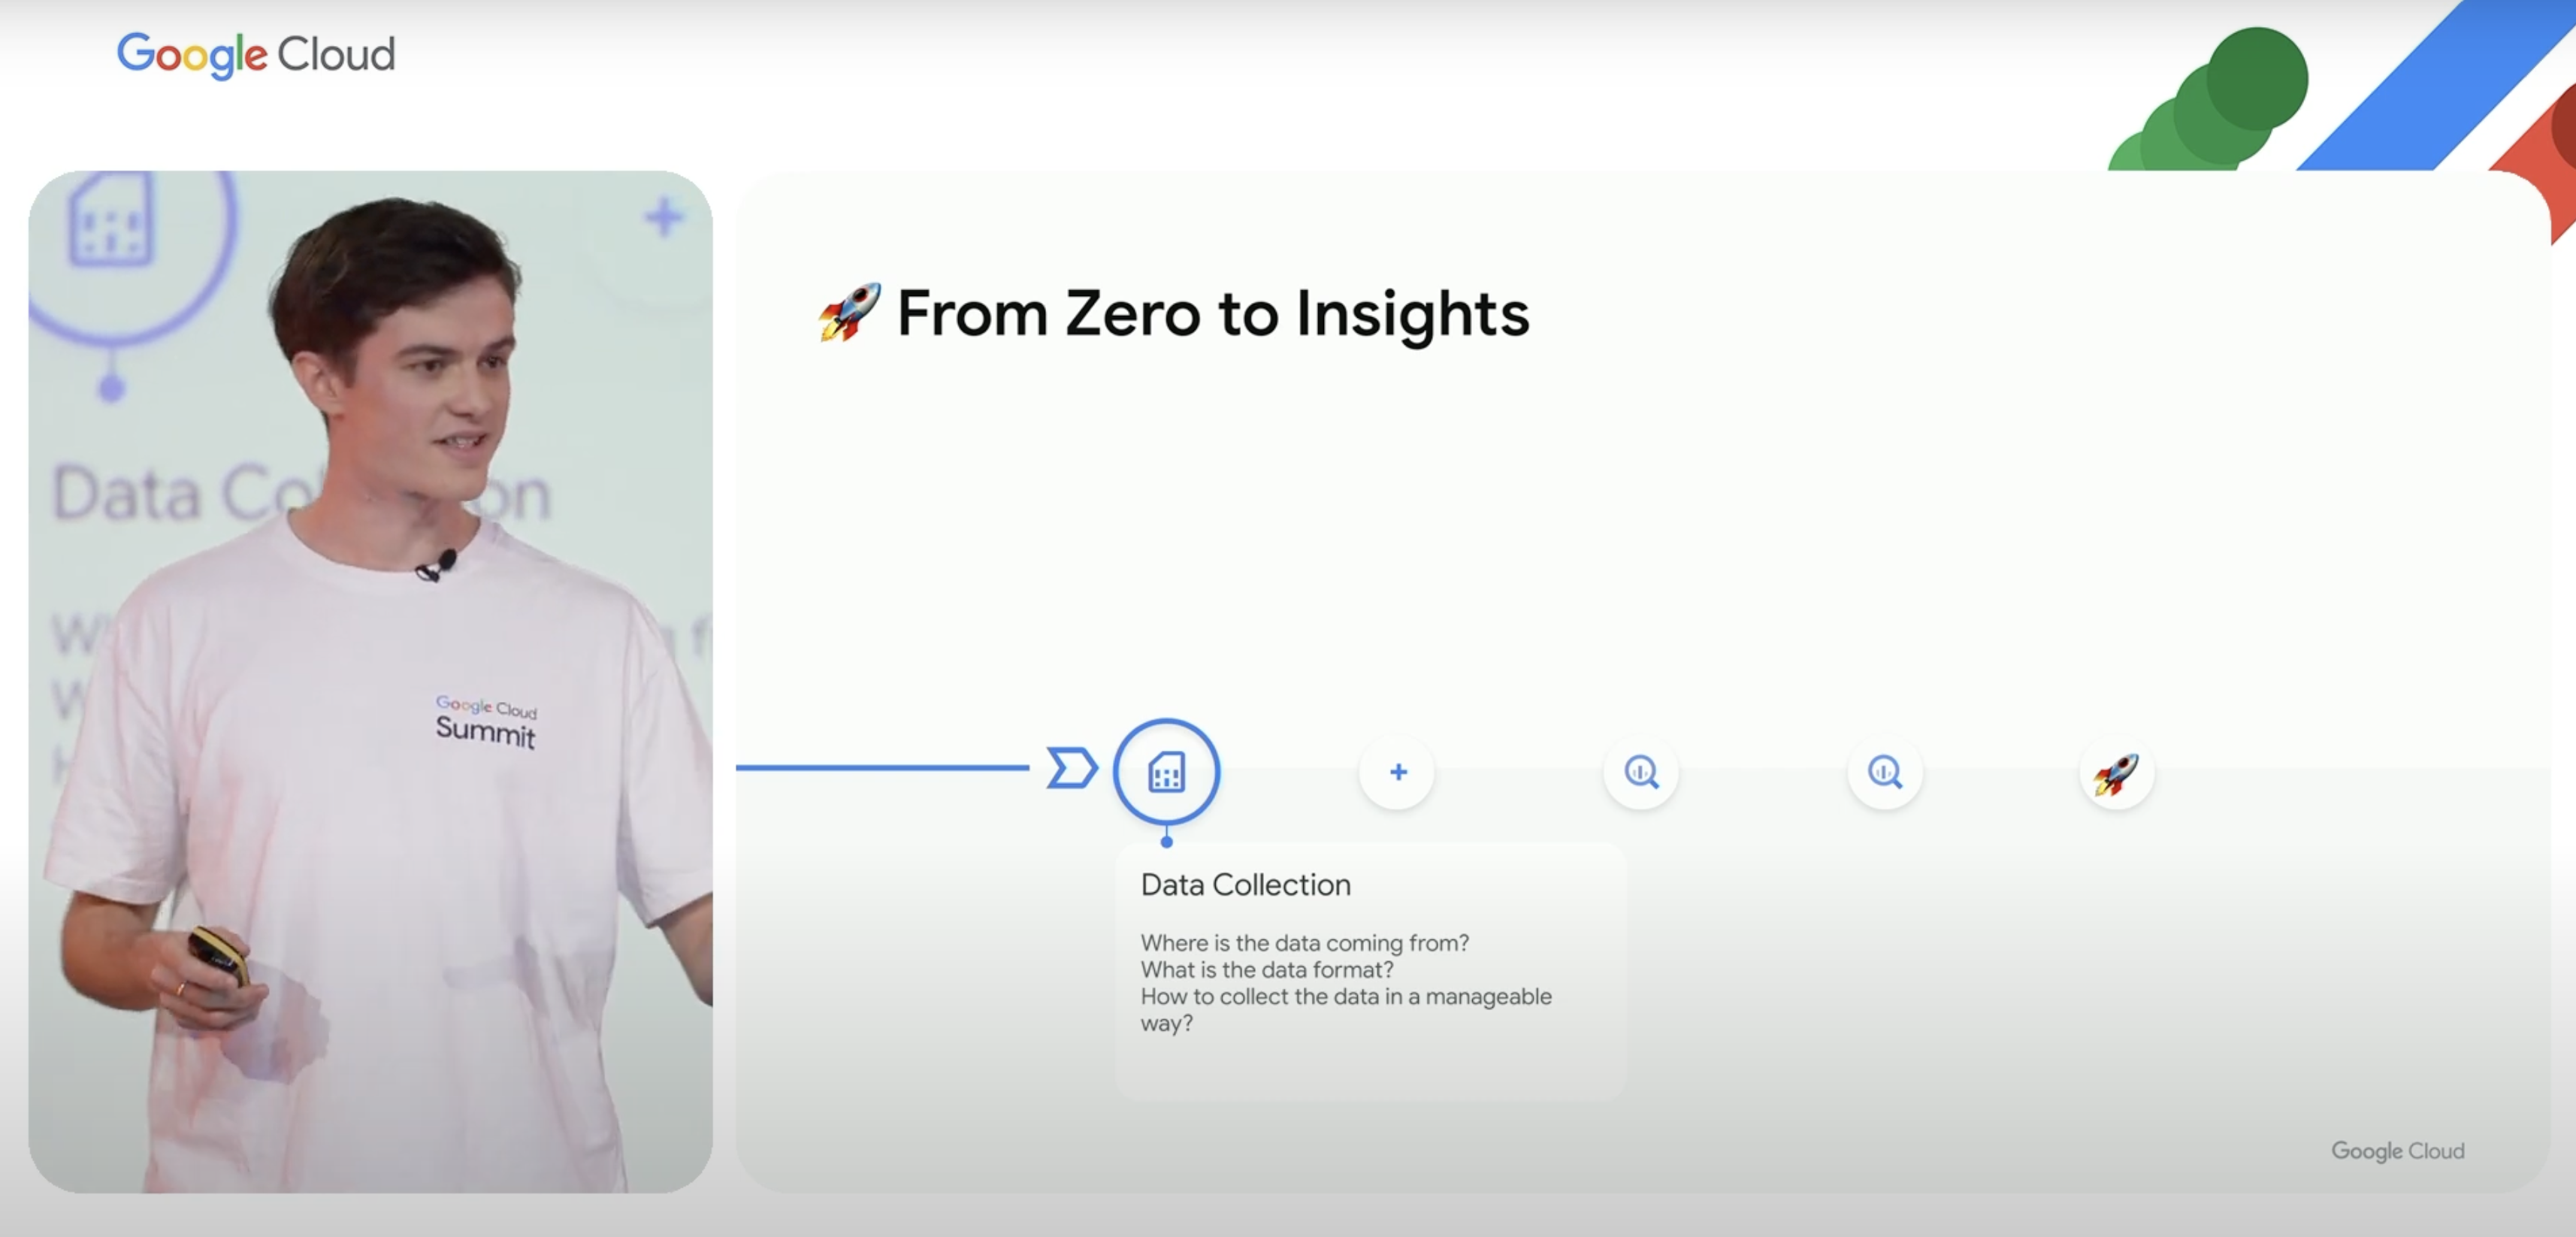 Google Cloud
Data Co on
Google Cloud
Summit
🚀 From Zero to Insights
Data Collection
Where is the data coming from?
What is the data format?
How to collect the data in a manageable
way?
Google Cloud